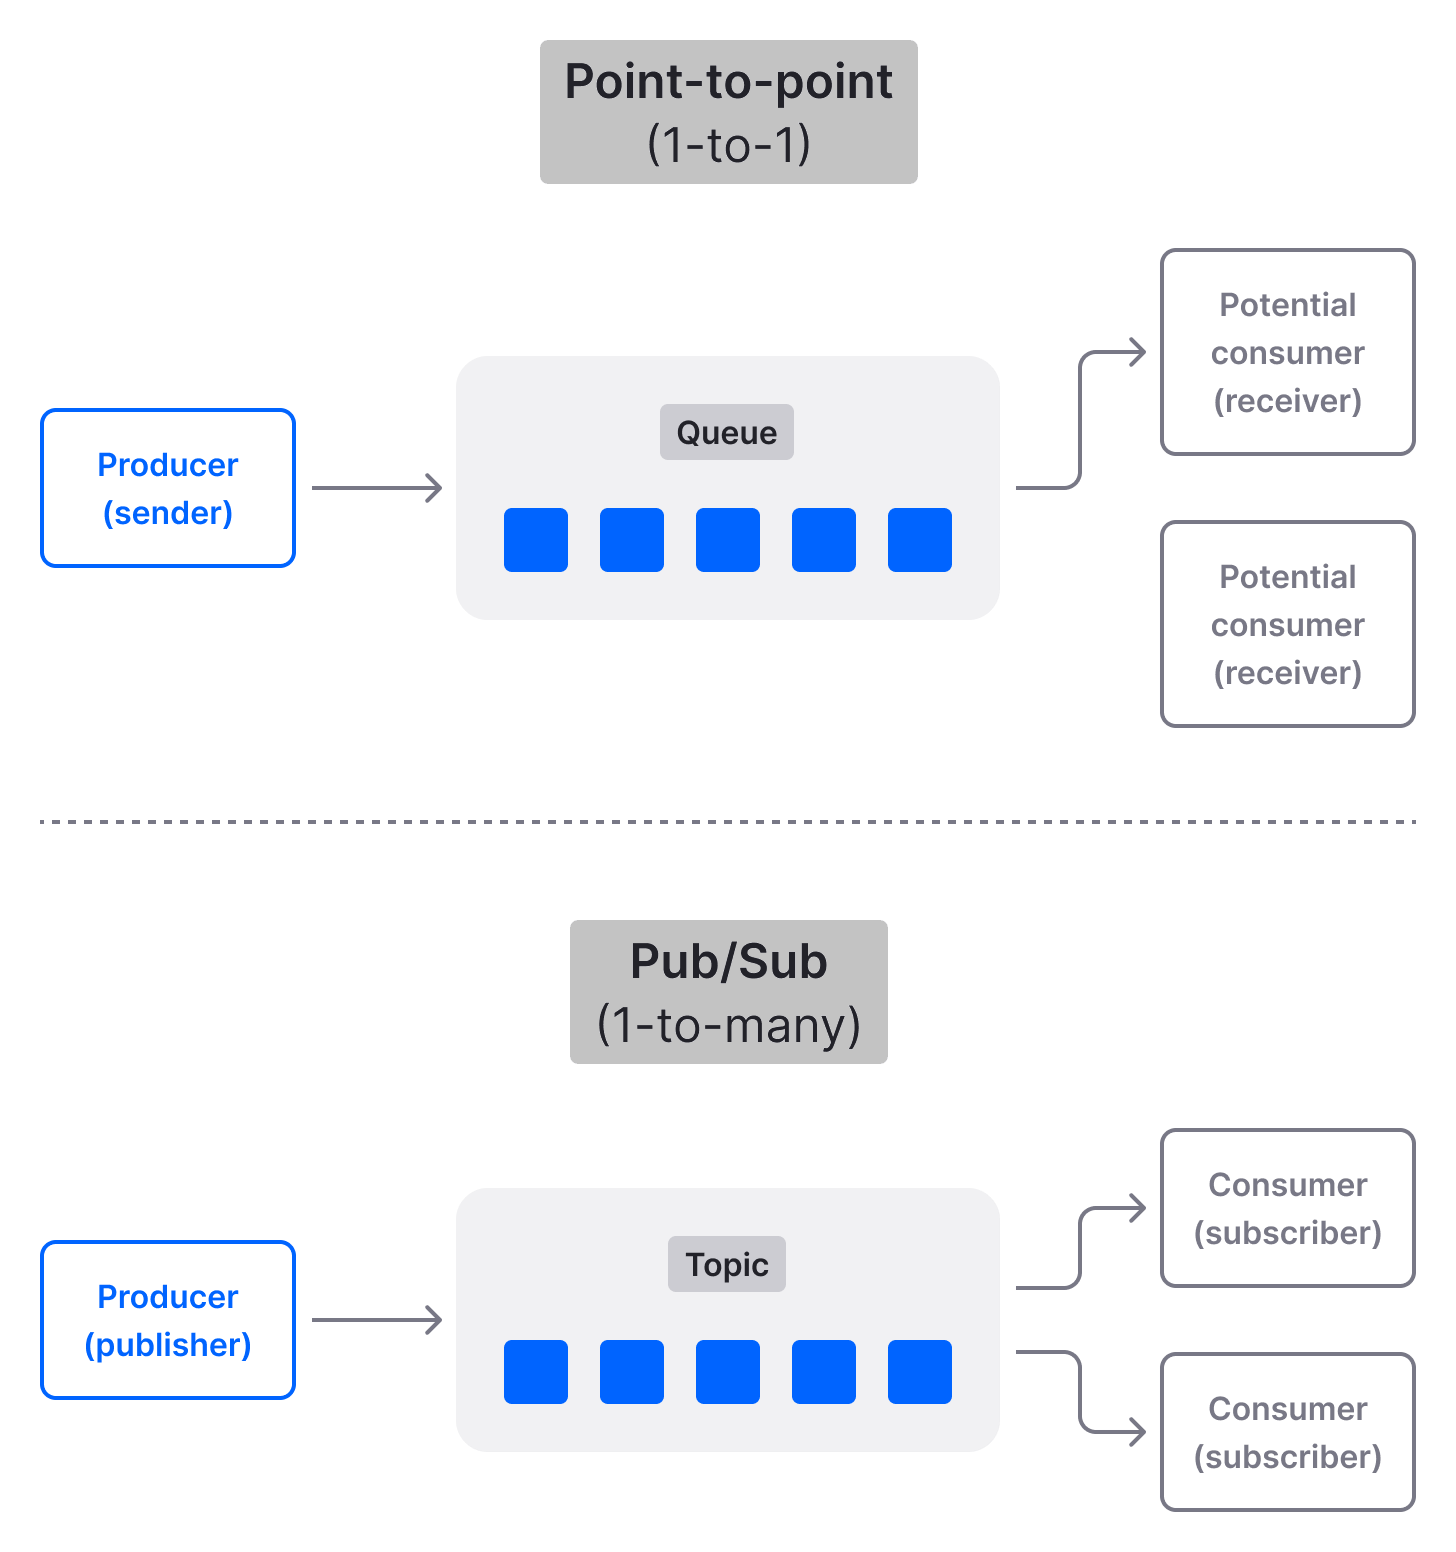 Point-to-point
(1-to-1)
Potential
consumer
(receiver)
Queue
Producer
(sender)
Potential
consumer
(receiver)
Pub/Sub
(1-to-many)
Consumer
(subscriber)
Topic
Producer
(publisher)
Consumer
(subscriber)